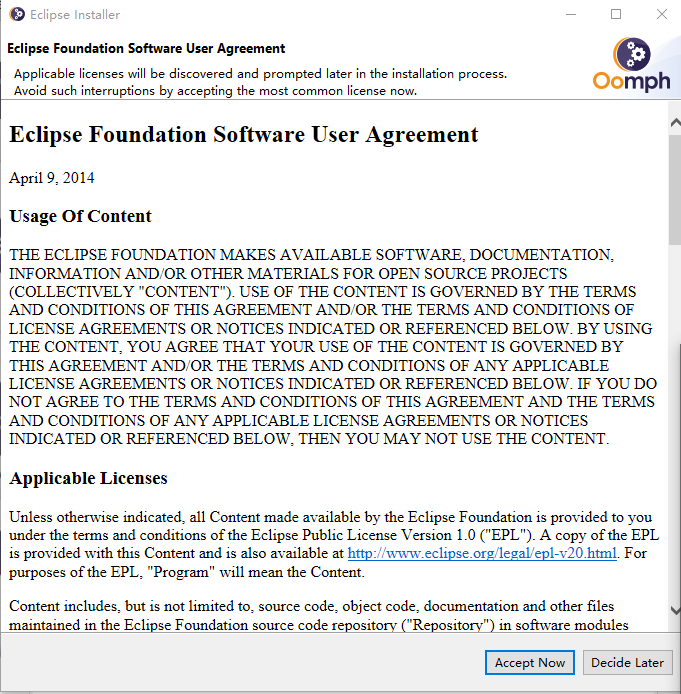 Eclipse Installer
Eclipse Foundation Software User Agreement
Applicable licenses will be discovered and prompted later in the installation process.
Avoid such interruptions by accepting the most common license now.
Oomph
Eclipse Foundation Software User Agreement
April 9, 2014
Usage Of Content
THE ECLIPSE FOUNDATION MAKES AVAILABLE SOFTWARE, DOCUMENTATION,
INFORMATION AND/OR OTHER MATERIALS FOR OPEN SOURCE PROJECTS
(COLLECTIVELY "CONTENT"). USE OF THE CONTENT IS GOVERNED BY THE TERMS
AND CONDITIONS OF THIS AGREEMENT AND/OR THE TERMS AND CONDITIONS OF
LICENSE AGREEMENTS OR NOTICES INDICATED OR REFERENCED BELOW. BY USING
THE CONTENT, YOU AGREE THAT YOUR USE OF THE CONTENT IS GOVERNED BY
THIS AGREEMENT AND/OR THE TERMS AND CONDITIONS OF ANY APPLICABLE
LICENSE AGREEMENTS OR NOTICES INDICATED OR REFERENCED BELOW. IF YOU DO
NOT AGREE TO THE TERMS AND CONDITIONS OF THIS AGREEMENT AND THE TERMS
AND CONDITIONS OF ANY APPLICABLE LICENSE AGREEMENTS OR NOTICES
INDICATED OR REFERENCED BELOW, THEN YOU MAY NOT USE THE CONTENT.
Applicable Licenses
Unless otherwise indicated, all Content made available by the Eclipse Foundation is provided to you
under the terms and conditions of the Eclipse Public License Version 1.0 ("EPL"). A copy of the EPL
is provided with this Content and is also available at http://www.eclipse.org/legal/epl-v20.html. For
purposes of the EPL, "Program" will mean the Content.
Content includes, but is not limited to, source code, object code, documentation and other files
maintained in the Eclipse Foundation source code repository ("Repository") in software modules
Accept Now
Decide Later